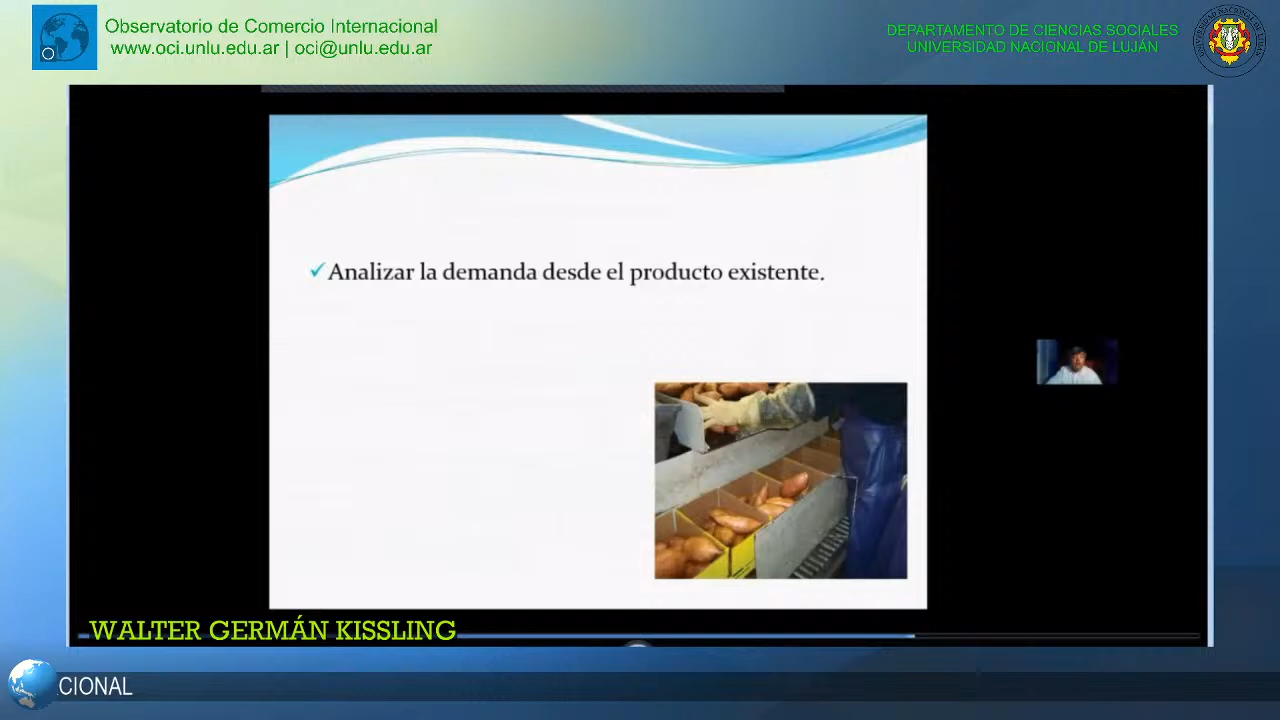 Observatorio de Comercio Internacional
www.oci.unlu.edu.ar | oci@unlu.edu.ar
DEPARTAMENTO DE CIENCIAS SOCIALES
UNIVERSIDAD NACIONAL DE LUJÁN
Analizar la demanda desde el producto existente.
WALTER GERMÁN KISSLING
CIONAL